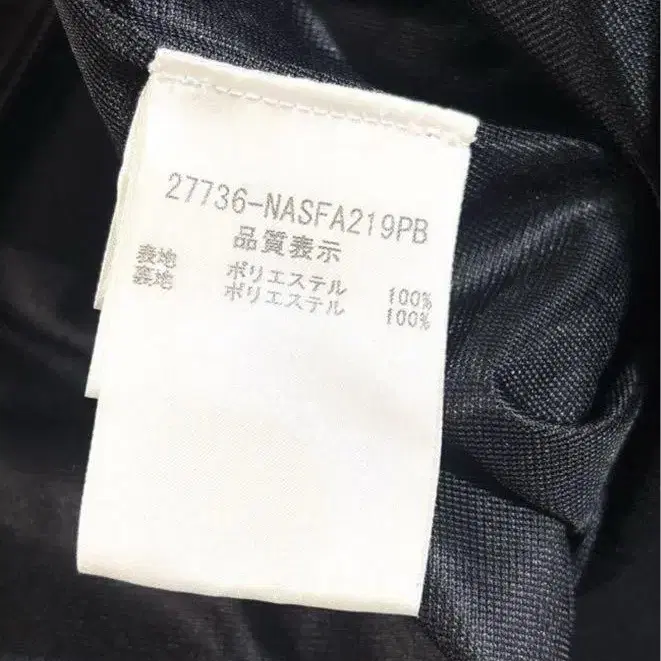 27736-NASFA219PB
品質表示
表地 ポリエステル 100%
裏地 ポリエステル 100%